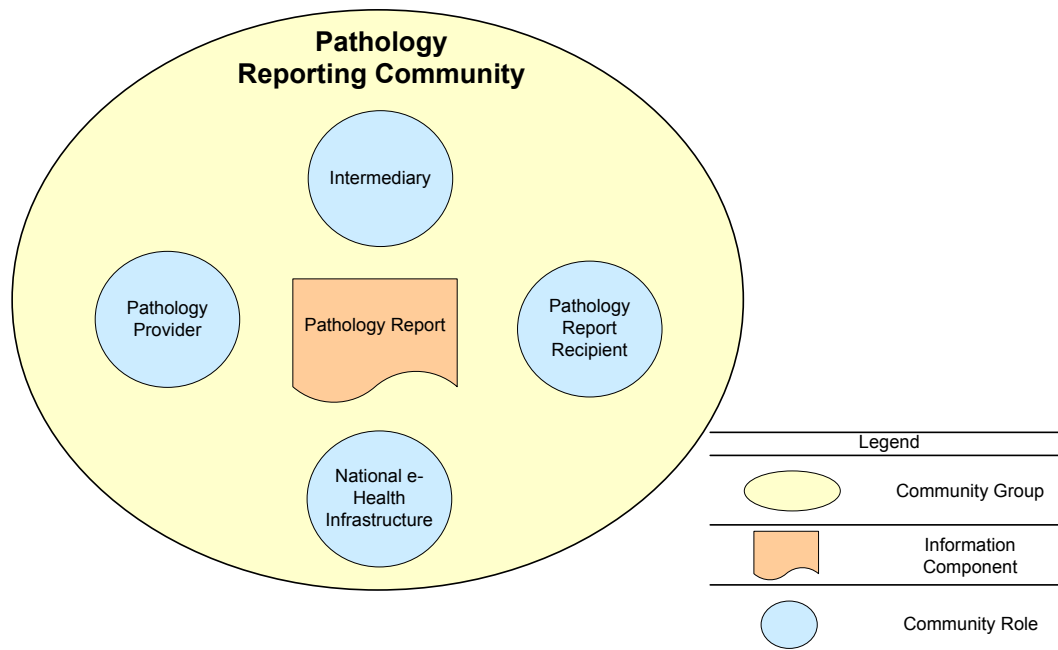 Pathology
Reporting Community
Intermediary
Pathology
Provider
Pathology Report
Pathology
Report
Recipient
National e-
Health
Infrastructure
Legend
Community Group
Information
Component
Community Role